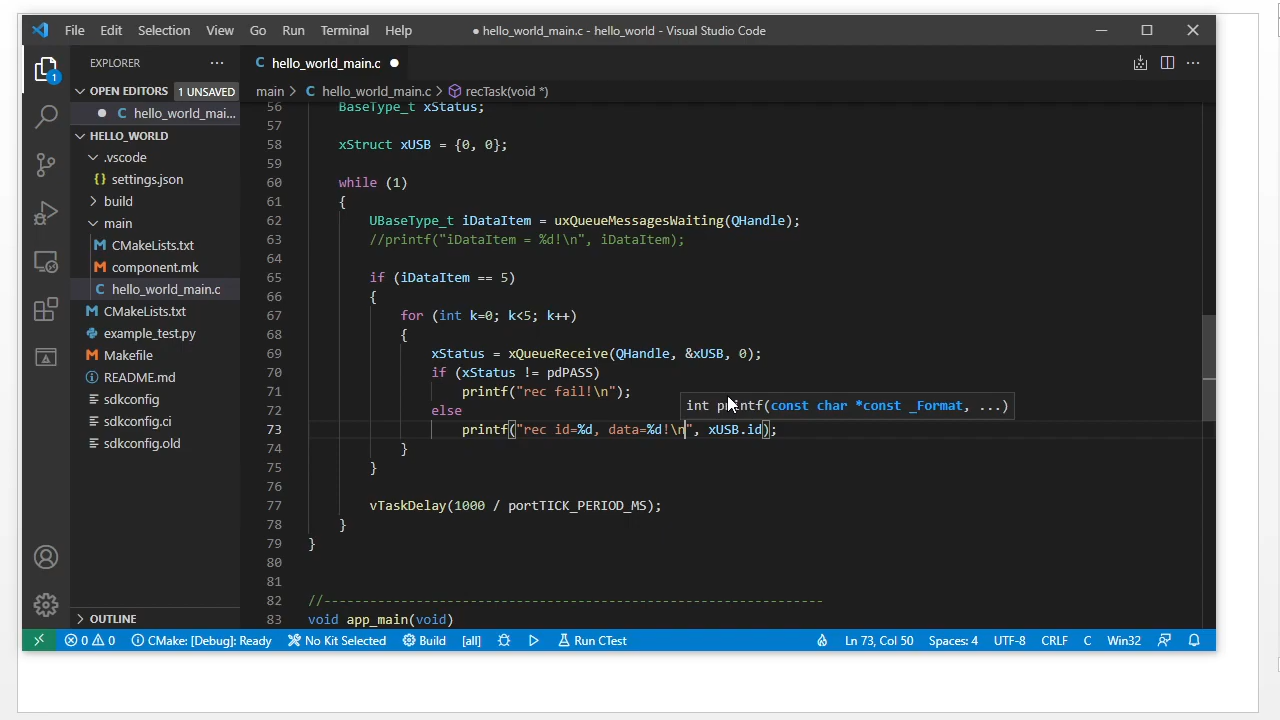 File Edit Selection View Go Run Terminal Help
● hello_world_main.c - hello_world - Visual Studio Code
EXPLORER ···
C hello_world_main.c ●
OPEN EDITORS 1 UNSAVED
● C hello_world_mai...
main > C hello_world_main.c > recTask(void *)
HELLO_WORLD
.vscode
{} settings.json
build
main
M CMakeLists.txt
M component.mk
C hello_world_main.c
M CMakeLists.txt
example_test.py
M Makefile
README.md
sdkconfig
sdkconfig.ci
sdkconfig.old
OUTLINE
1
56 BaseType_t xStatus;
57
58 xStruct xUSB = {0, 0};
59
60 while (1)
61 {
62 UBaseType_t iDataItem = uxQueueMessagesWaiting(QHandle);
63 //printf("iDataItem = %d!\n", iDataItem);
64
65 if (iDataItem == 5)
66 {
67 for (int k=0; k<5; k++)
68 {
69 xStatus = xQueueReceive(QHandle, &xUSB, 0);
70 if (xStatus != pdPASS)
71 printf("rec fail!\n");
72 else
int printf(const char *const _Format, ...)
73 printf("rec id=%d, data=%d!\n", xUSB.id);
74 }
75 }
76
77 vTaskDelay(1000 / portTICK_PERIOD_MS);
78 }
79 }
80
81
82 //-----------------------------------------------------------------
83 void app_main(void)
0 0 CMake: [Debug]: Ready No Kit Selected Build [all] Run CTest Ln 73, Col 50 Spaces: 4 UTF-8 CRLF C Win32